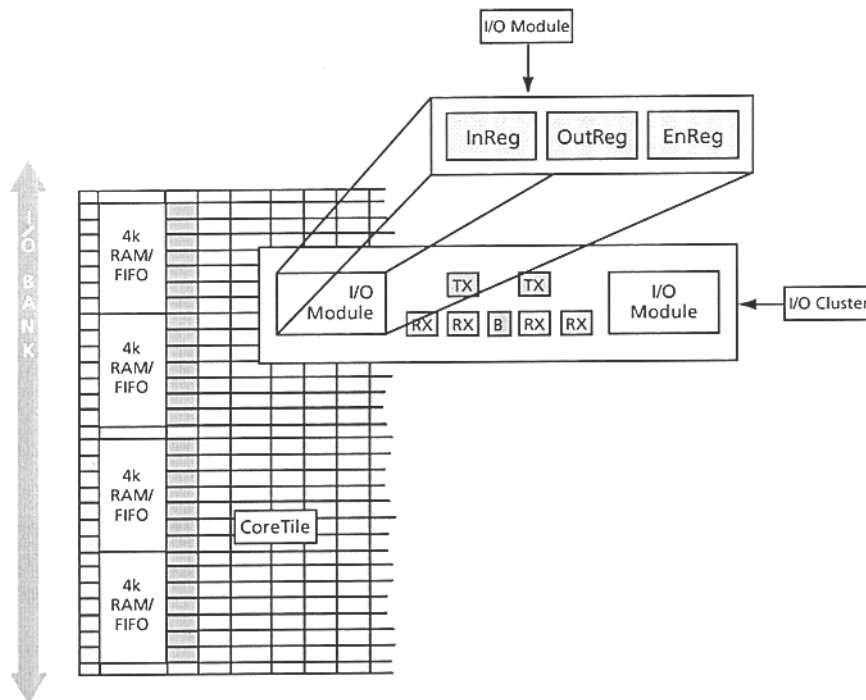 I/O Module
InReg OutReg EnReg
I/O BANK
4k
RAM/
FIFO
I/O
Module
TX TX
RX RX B RX RX
I/O
Module
I/O Cluster
4k
RAM/
FIFO
4k
RAM/
FIFO
CoreTile
4k
RAM/
FIFO